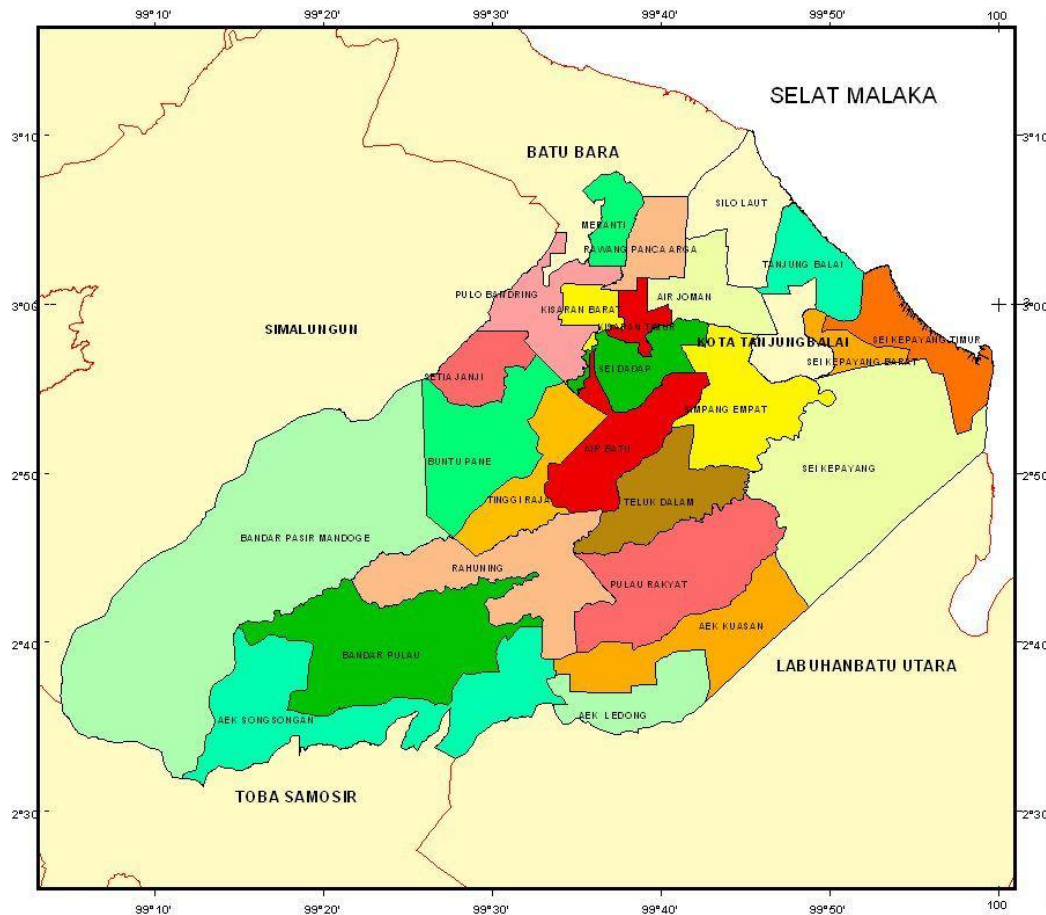 99°10'
99°20'
99°30'
99°40'
99°50'
100
SELAT MALAKA
3°10'
3°10'
BATU BARA
SILO LAUT
MERANTI
RAWANG PANCA ARGA
TANJUNG BALAI
PULO BANDRING
AIR JOMAN
3°00
3°00
KISARAN BARAT
SIMALUNGUN
KISARAN TIMUR
KOTA TANJUNGBALAI
SEI KEPAYANG TIMUR
SEI KEPAYANG BARAT
SETIA JANJI
SEI DADAP
IMPANG EMPAT
AIR BATU
BUNTU PANE
SEI KEPAYANG
2°50
2°50
TINGGI RAJA
TELUK DALAM
BANDAR PASIR MANDOGE
RAHUNING
PULAU RAKYAT
AEK KUASAN
2°40
2°40
BANDAR PULAU
LABUHANBATU UTARA
AEK SONGSONGAN
AEK LEDONG
TOBA SAMOSIR
2°30
2°30
99°10'
99°20'
99°30'
99°40'
99°50'
100